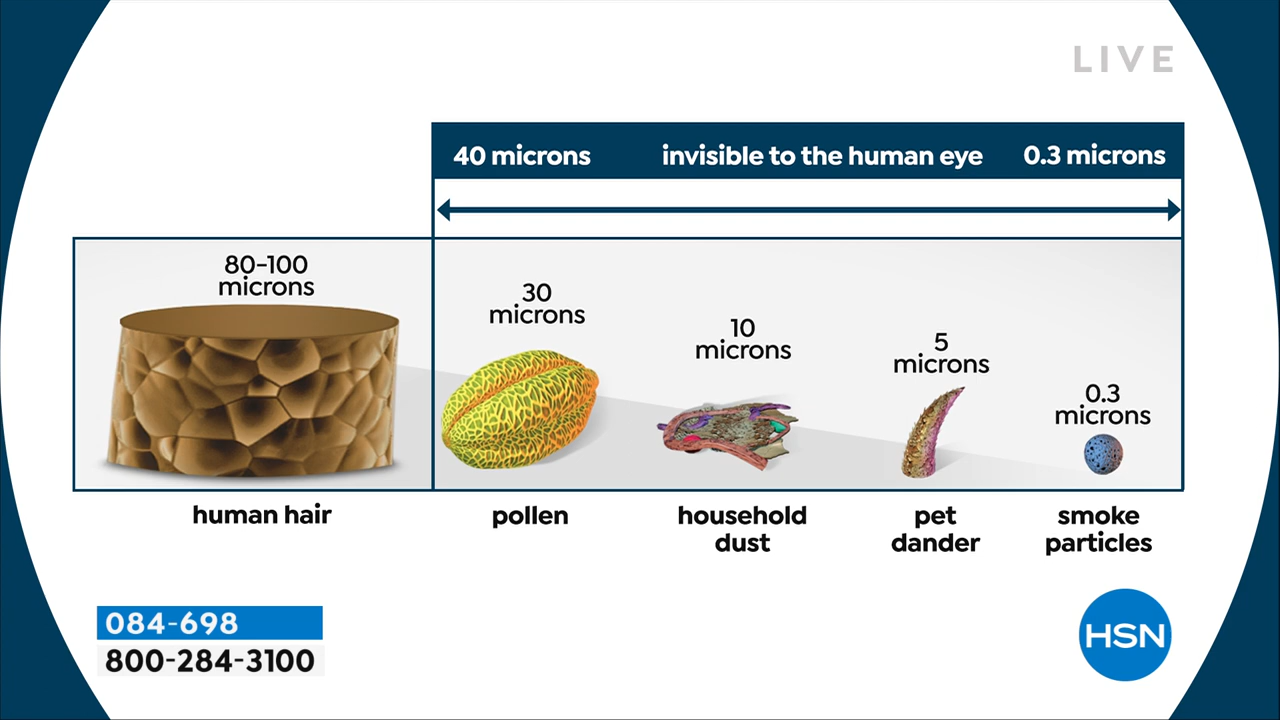 LIVE
40 microns invisible to the human eye 0.3 microns
80-100
microns
30
microns
10
microns
5
microns
0.3
microns
human hair
pollen
household
dust
pet
dander
smoke
particles
084-698
800-284-3100
HSN